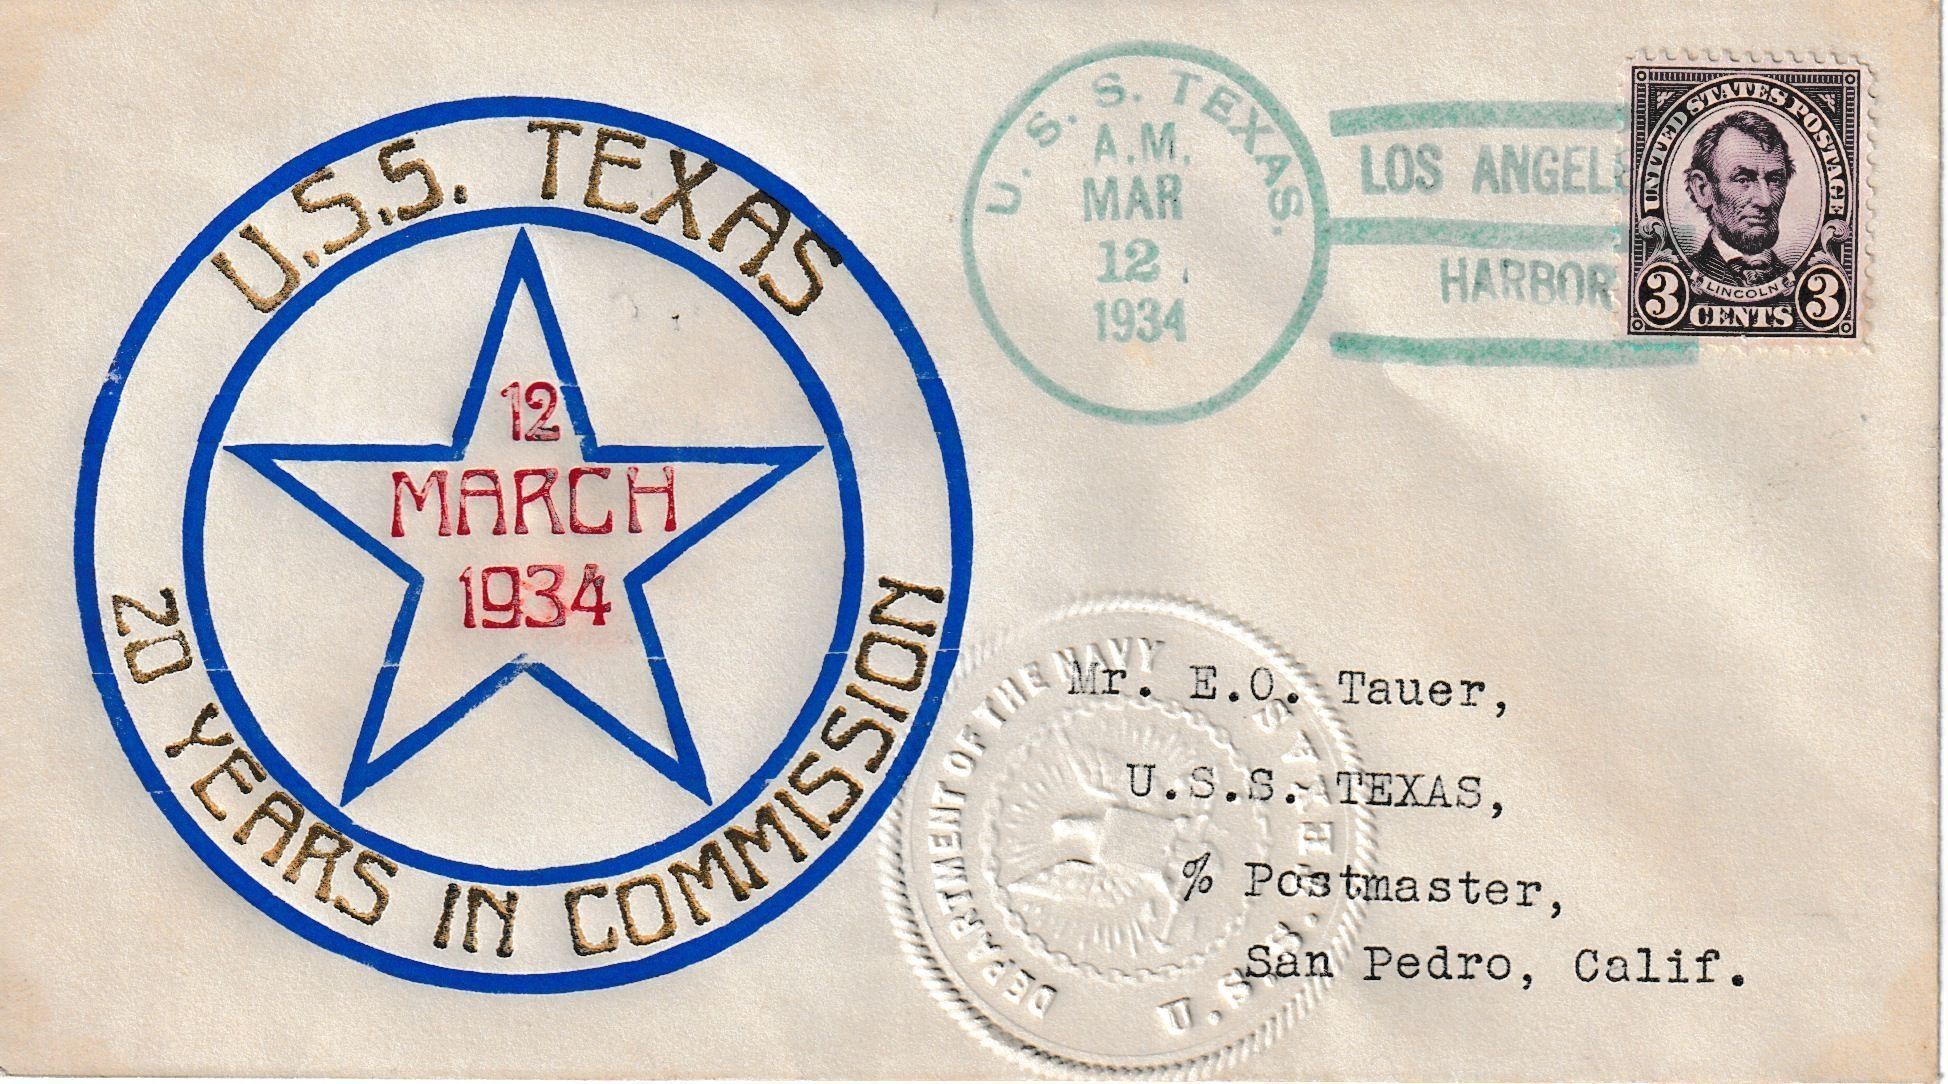 U.S.S. TEXAS
12
MARCH
1934
20 YEARS IN COMMISSION
U. S. S. TEXAS.
A.M.
MAR
12
1934
LOS ANGEL
HARBOR
UNITED STATES POSTAGE
LINCOLN
3 CENTS 3
Mr. E.O. Tauer,
U.S.S. TEXAS,
% Postmaster,
San Pedro, Calif.
DEPARTMENT OF THE NAVY
U.S.S. TEXAS